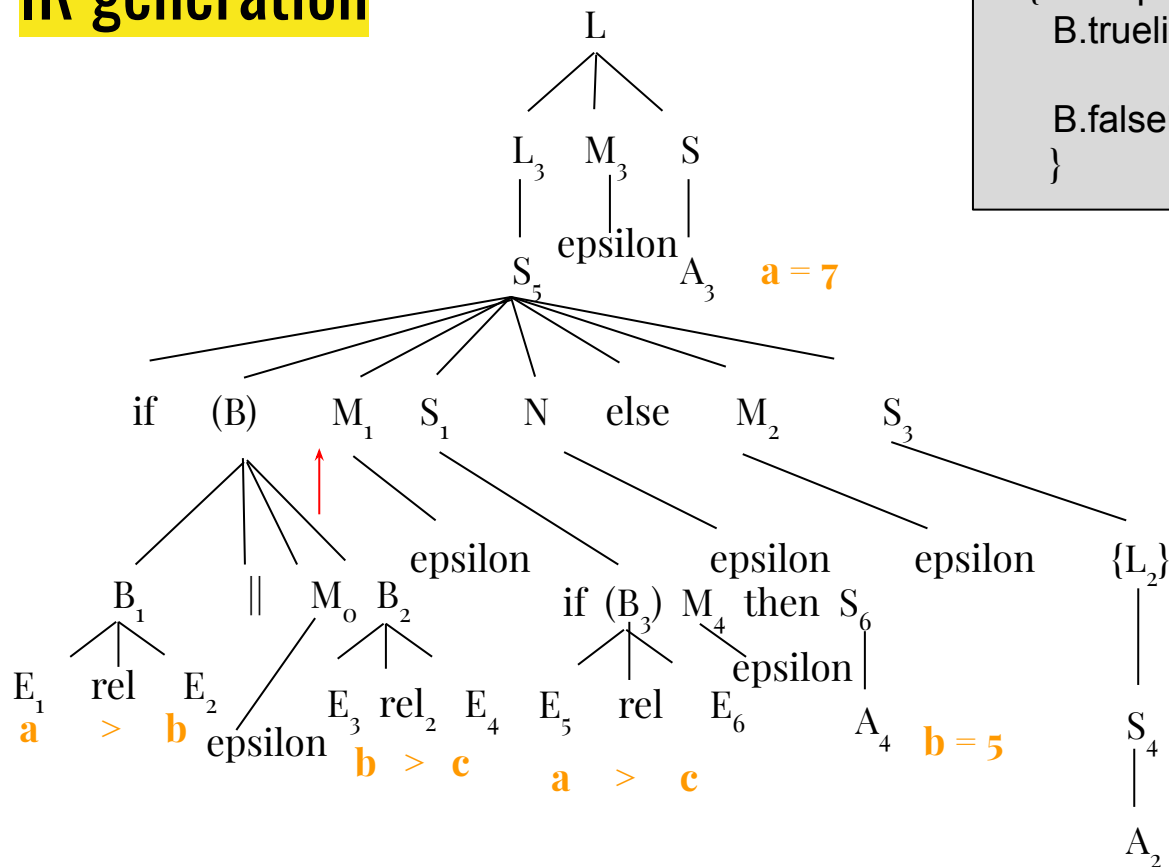 IR generation
{
B.trueli
B.false
}
L
L3 M3 S
epsilon
S5 A3 a = 7
if (B) M1 S1 N else M2 S3
epsilon epsilon epsilon {L2}
B1 || M0 B2 if (B3) M4 then S6
epsilon
E1 rel E2 E3 rel2 E4 E5 rel E6 A4 b = 5 S4
a > b epsilon b > c a > c
A2